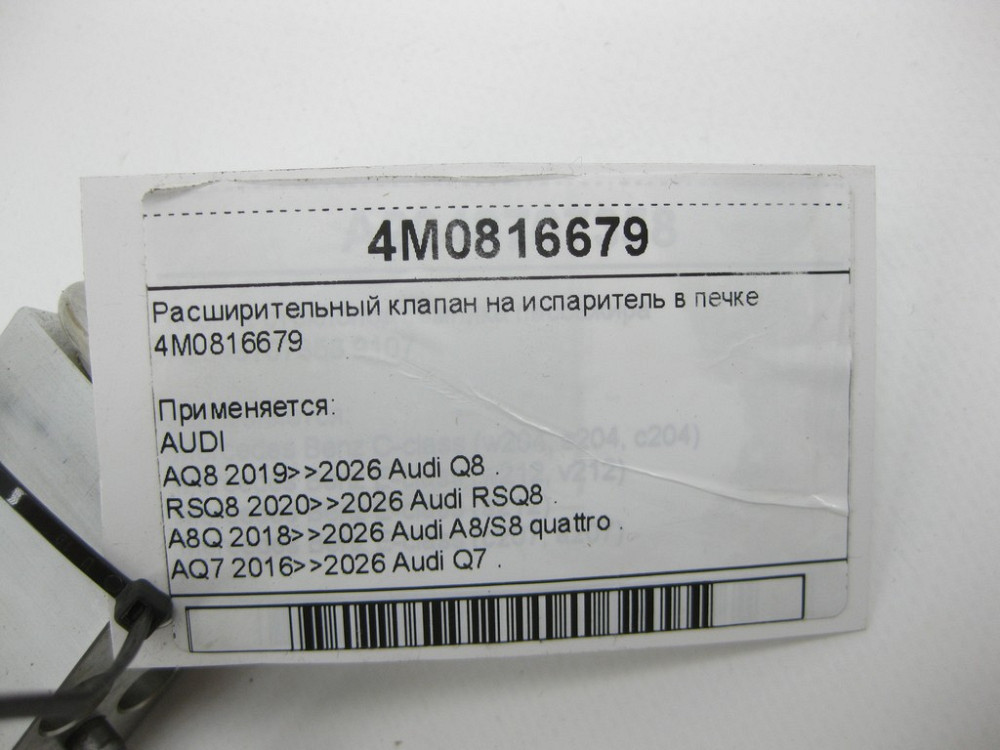 4M0816679
Расширительный клапан на испаритель в печке
4M0816679
Применяется:
AUDI
AQ8 2019>>2026 Audi Q8 .
RSQ8 2020>>2026 Audi RSQ8 .
A8Q 2018>>2026 Audi A8/S8 quattro .
AQ7 2016>>2026 Audi Q7 .